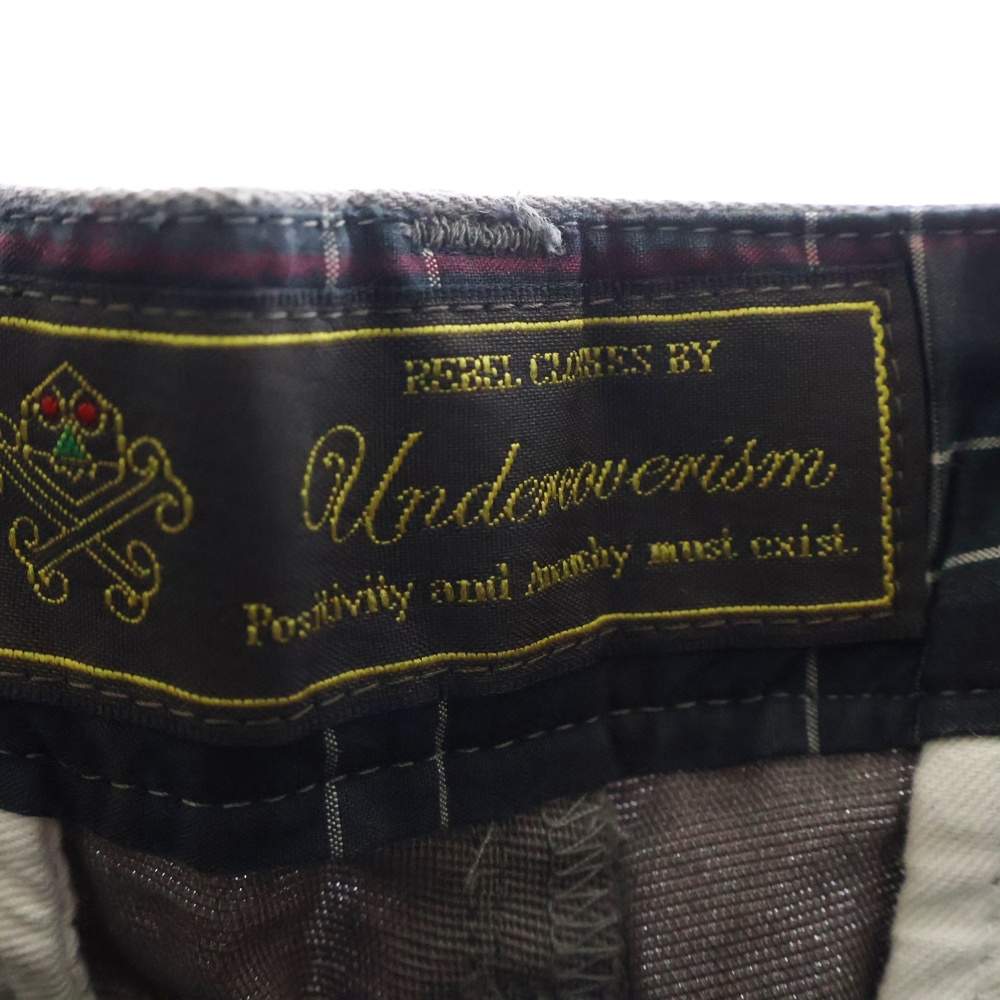 REBEL CLOTHES BY
Undercoverism
Positivity and Anarchy must exist.